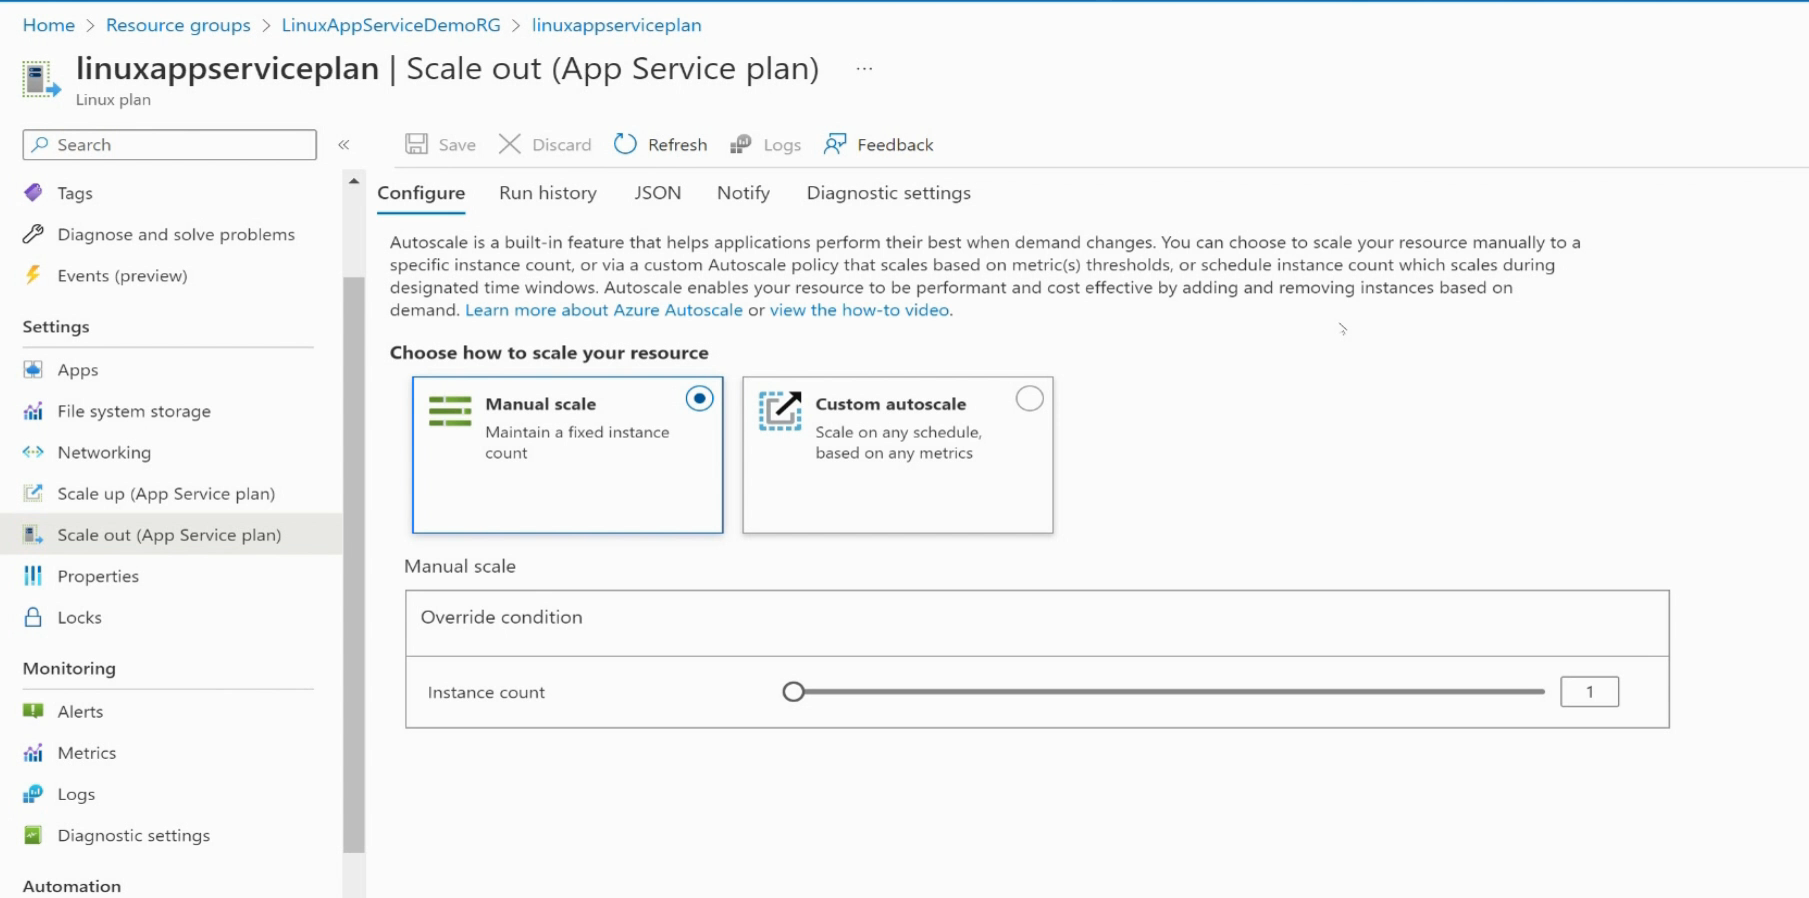 Home > Resource groups > LinuxAppServiceDemoRG > linuxappserviceplan
linuxappserviceplan | Scale out (App Service plan) ...
Linux plan
Search
«
Save
Discard
Refresh
Logs
Feedback
Tags
Diagnose and solve problems
Events (preview)
Settings
Apps
File system storage
Networking
Scale up (App Service plan)
Scale out (App Service plan)
Properties
Locks
Monitoring
Alerts
Metrics
Logs
Diagnostic settings
Automation
Configure
Run history
JSON
Notify
Diagnostic settings
Autoscale is a built-in feature that helps applications perform their best when demand changes. You can choose to scale your resource manually to a
specific instance count, or via a custom Autoscale policy that scales based on metric(s) thresholds, or schedule instance count which scales during
designated time windows. Autoscale enables your resource to be performant and cost effective by adding and removing instances based on
demand. Learn more about Azure Autoscale or view the how-to video.
Choose how to scale your resource
Manual scale
Maintain a fixed instance
count
Custom autoscale
Scale on any schedule,
based on any metrics
Manual scale
Override condition
Instance count
1